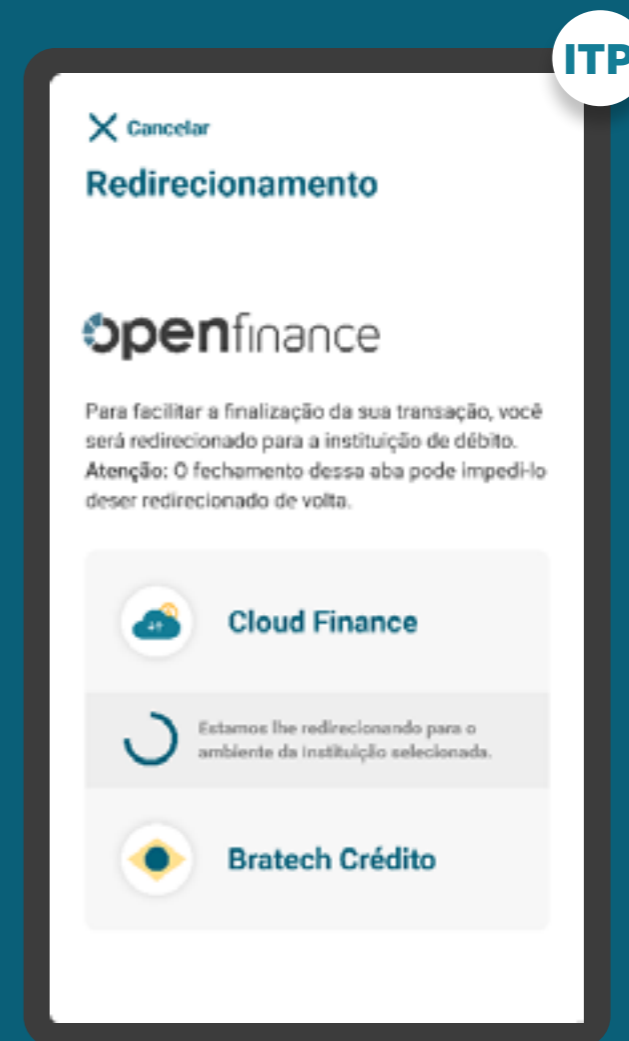 ITP
Cancelar
Redirecionamento
openfinance
Para facilitar a finalização da sua transação, você
será redirecionado para a instituição de débito.
Atenção: O fechamento dessa aba pode impedi-lo
deser redirecionado de volta.
Cloud Finance
Estamos lhe redirecionando para o
ambiente da instituição selecionada.
Bratech Crédito